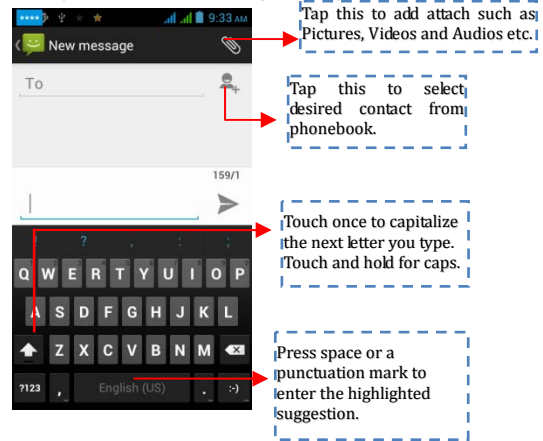 9:33 AM
New message
To
159/1
! ? , : ;
Q W E R T Y U I O P
A S D F G H J K L
Z X C V B N M
?123 , English (US) . :-)
Tap this to add attach such as
Pictures, Videos and Audios etc.
Tap this to select
desired contact from
phonebook.
Touch once to capitalize
the next letter you type.
Touch and hold for caps.
Press space or a
punctuation mark to
enter the highlighted
suggestion.